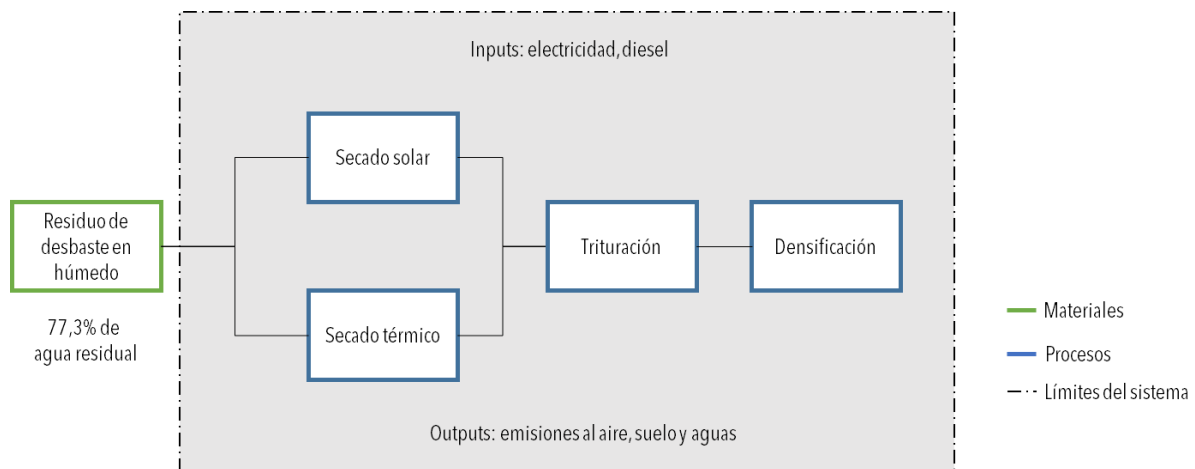 Inputs: electricidad, diesel
Secado solar
Residuo de
desbaste en
húmedo
Trituración
Densificación
77,3% de
agua residual
Secado térmico
Outputs: emisiones al aire, suelo y aguas
Materiales
Procesos
Límites del sistema